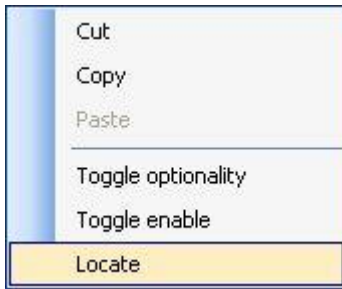 Cut
Copy
Paste
Toggle optionality
Toggle enable
Locate